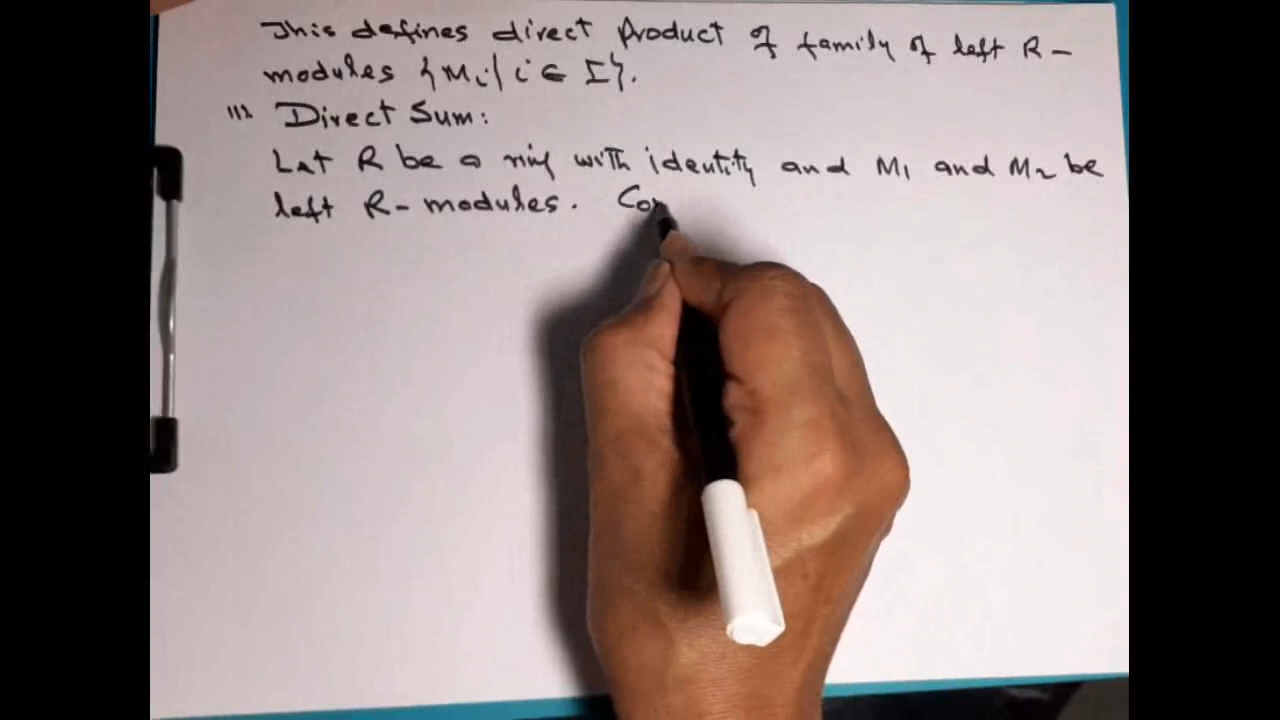 This defines direct product of family of left R-
modules {Mi / i ∈ I}.
iii) Direct Sum:
Let R be a ring with identity and M1 and M2 be
left R-modules. Con